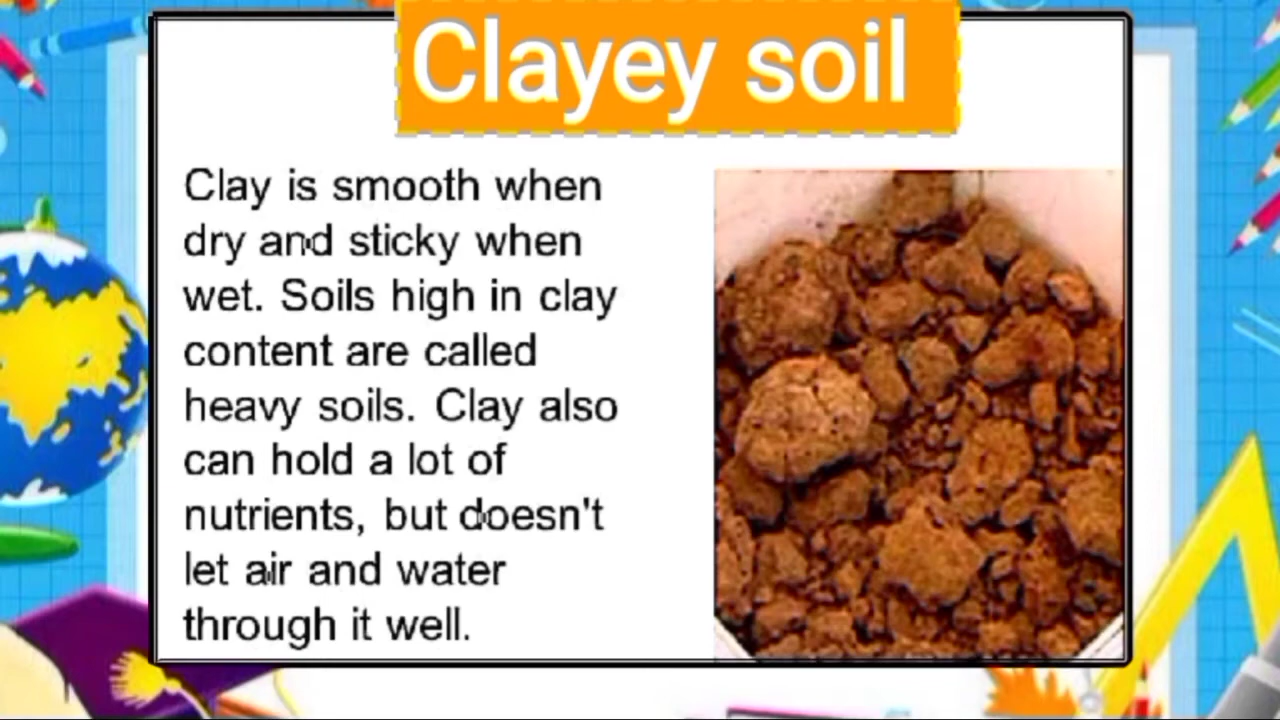 Clayey soil
Clay is smooth when
dry and sticky when
wet. Soils high in clay
content are called
heavy soils. Clay also
can hold a lot of
nutrients, but doesn't
let air and water
through it well.